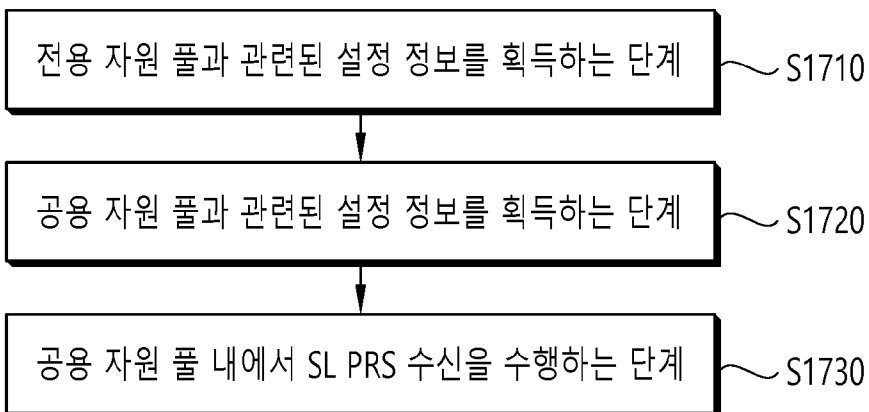 전용 자원 풀과 관련된 설정 정보를 획득하는 단계 S1710
공용 자원 풀과 관련된 설정 정보를 획득하는 단계 S1720
공용 자원 풀 내에서 SL PRS 수신을 수행하는 단계 S1730